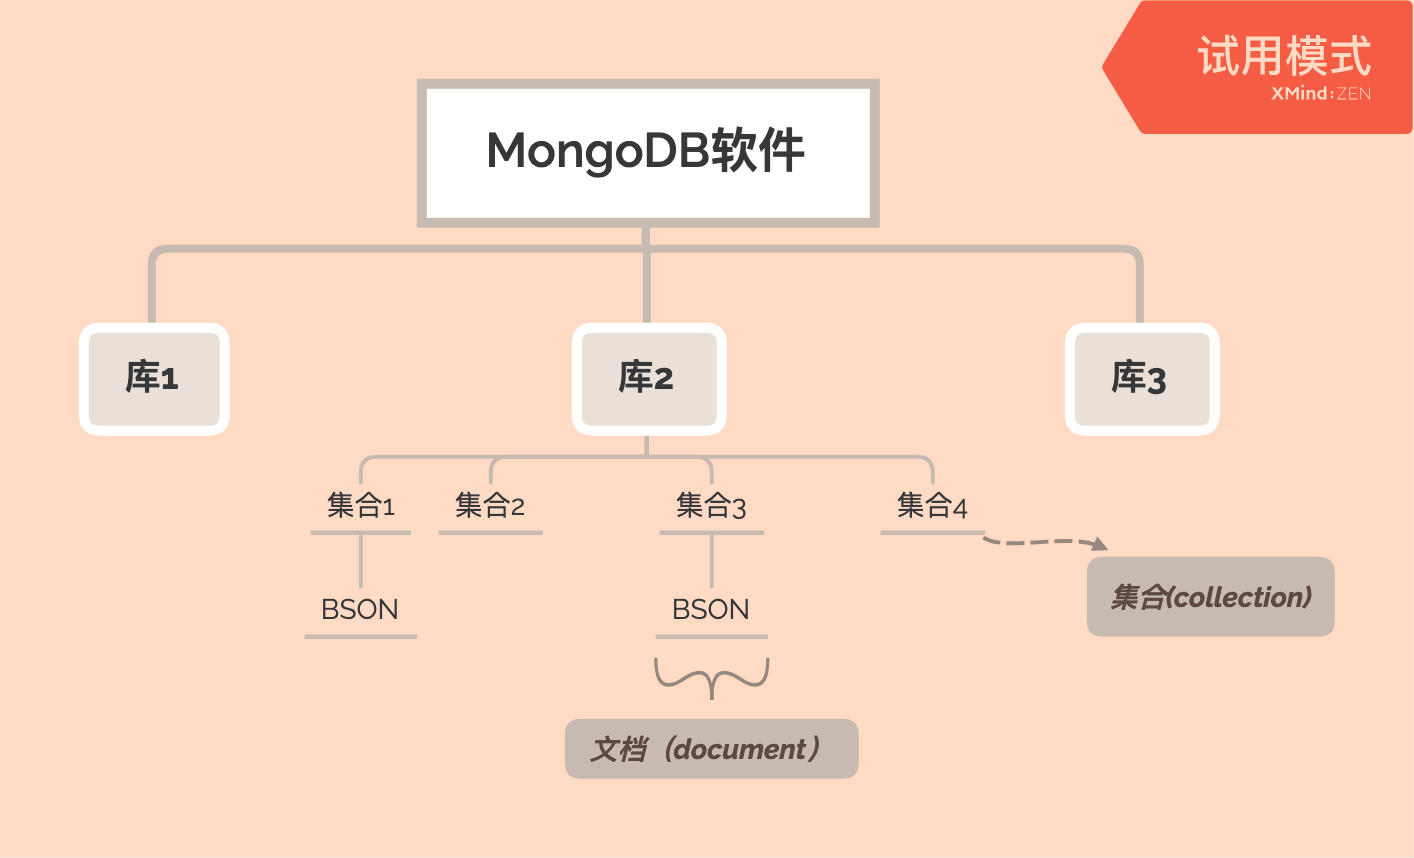 试用模式
XMind:ZEN
MongoDB软件
库1
库2
库3
集合1
集合2
集合3
集合4
集合(collection)
BSON
BSON
文档（document）